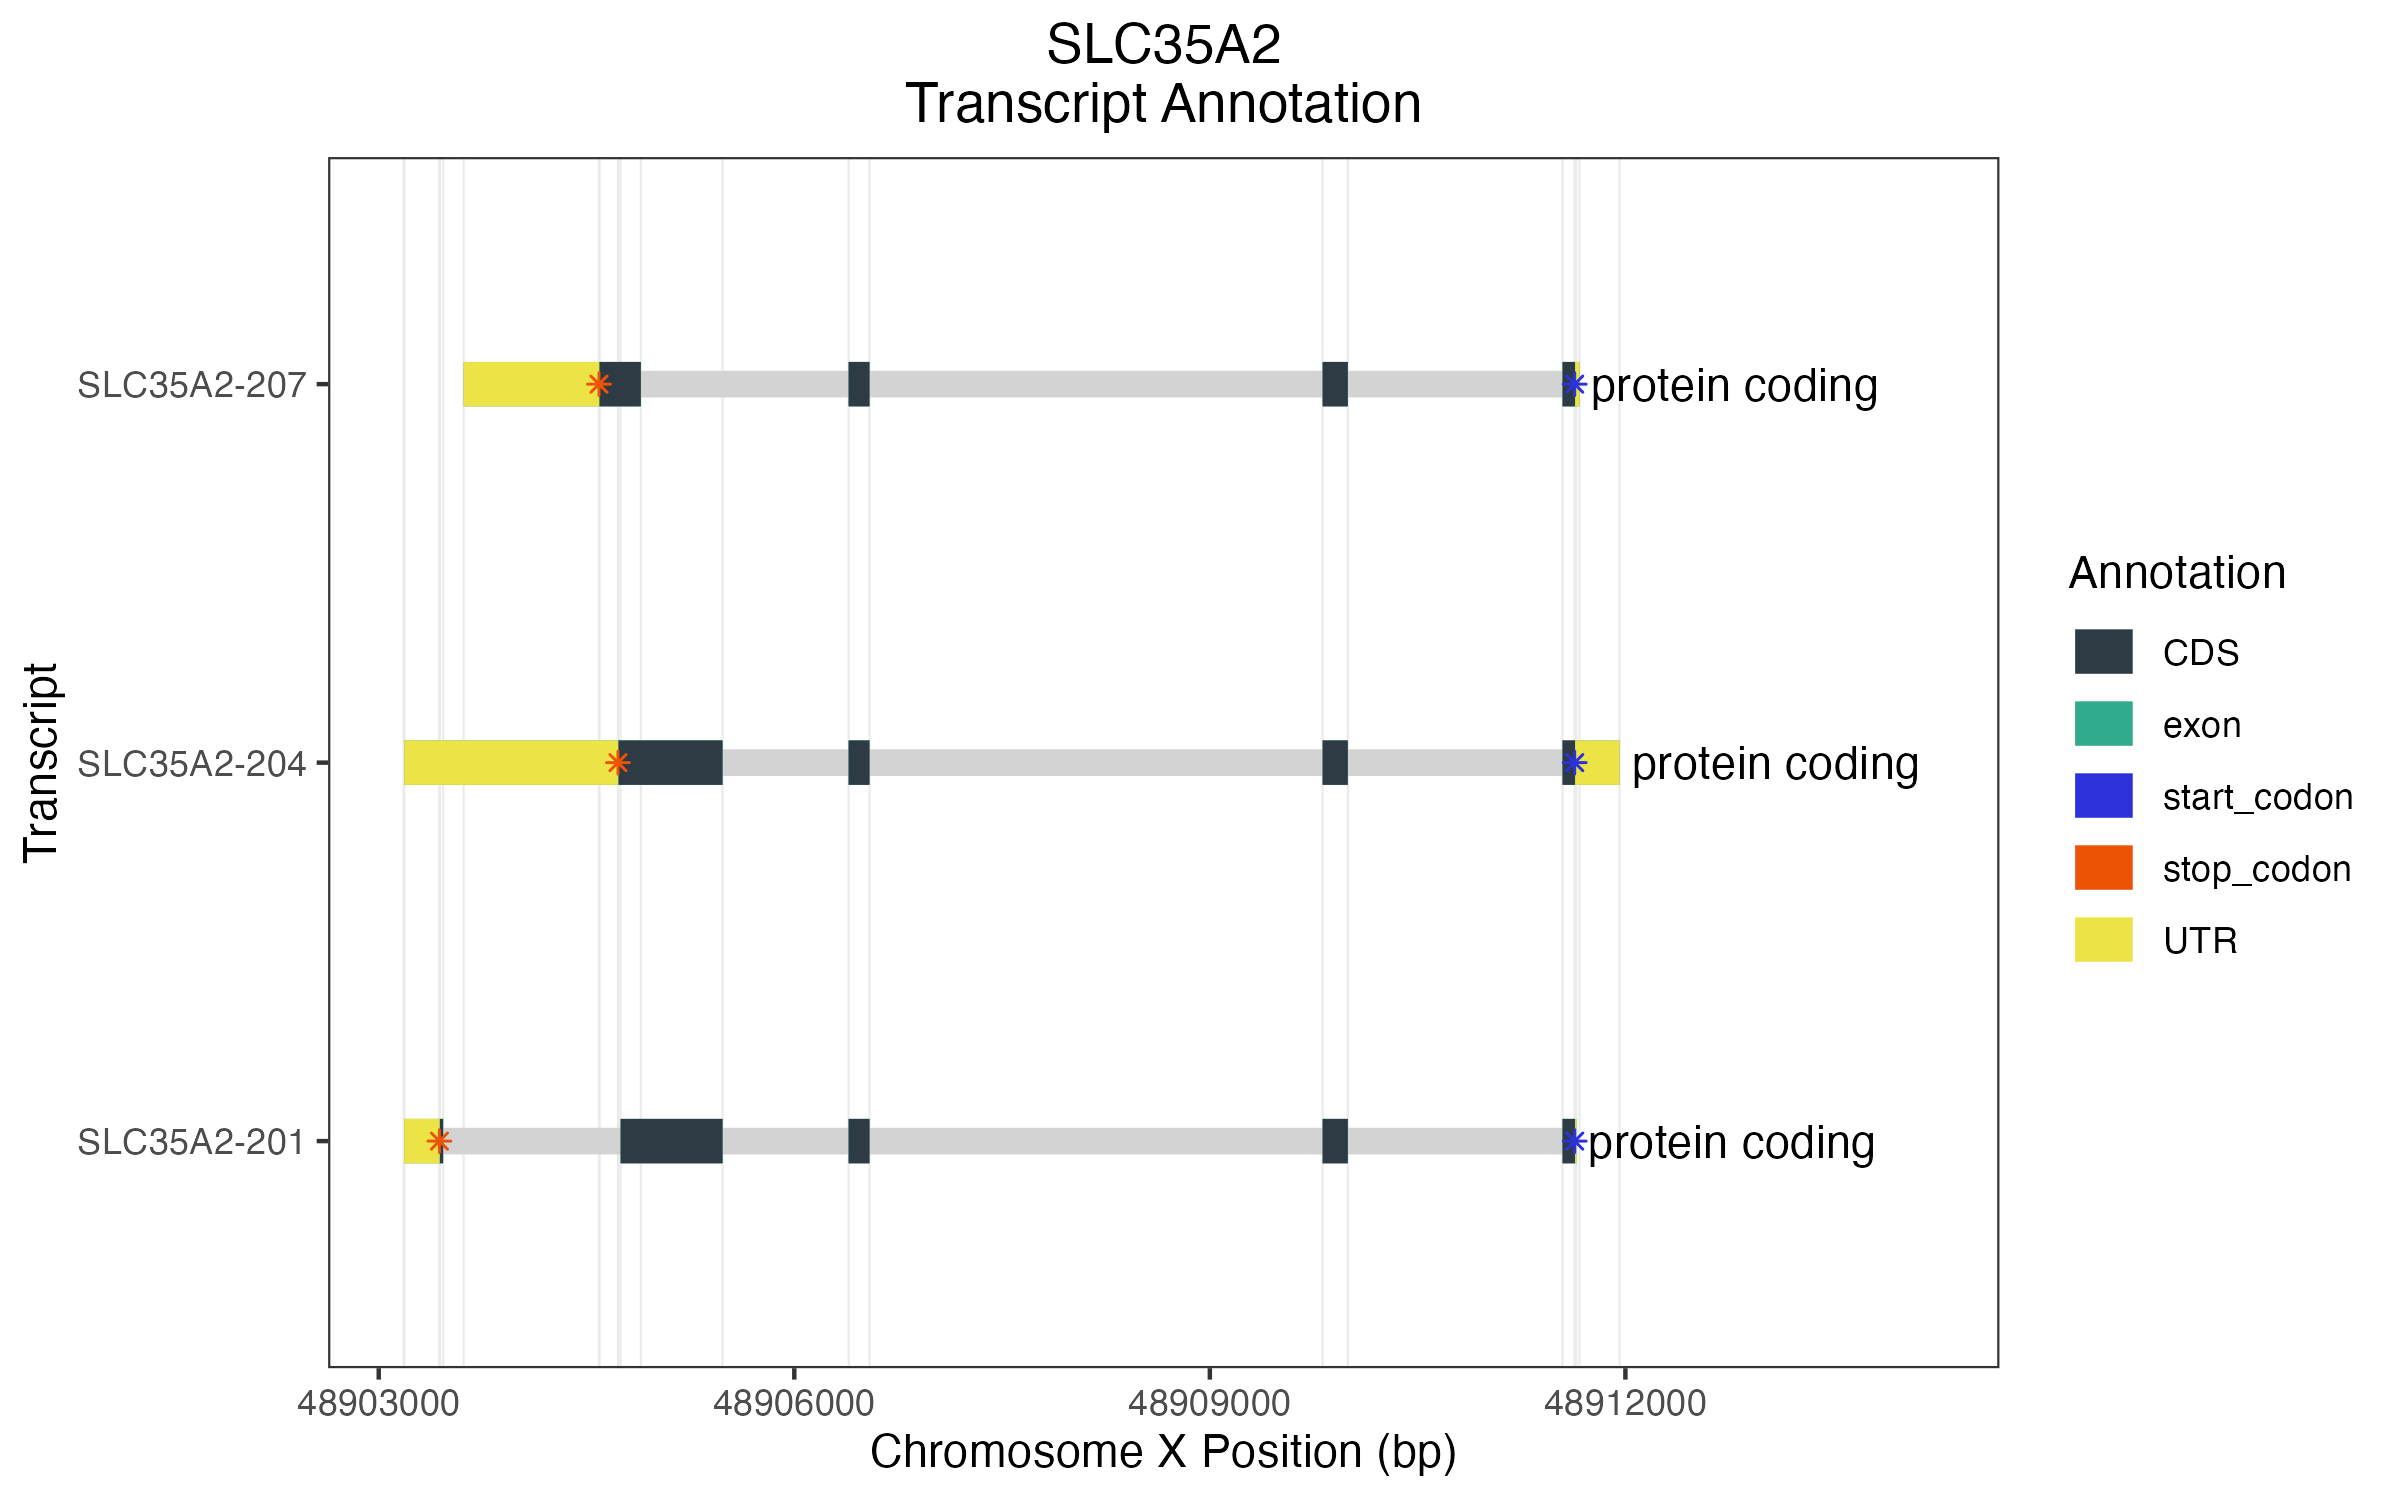 SLC35A2
Transcript Annotation
Transcript
SLC35A2-207
protein coding
SLC35A2-204
protein coding
SLC35A2-201
protein coding
48903000
48906000
48909000
48912000
Chromosome X Position (bp)
Annotation
CDS
exon
start_codon
stop_codon
UTR